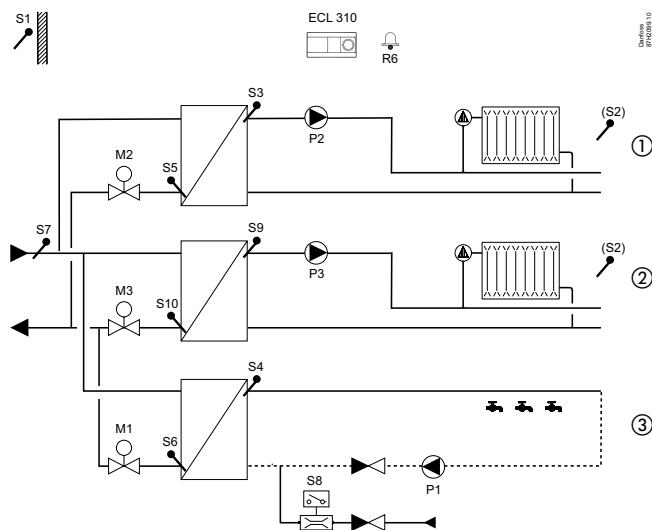 S1
ECL 310
R6
Danfoss
87H2099.10
S3
P2
(S2)
①
M2
S5
S7
S9
P3
(S2)
②
M3
S10
S4
③
M1
S6
S8
P1